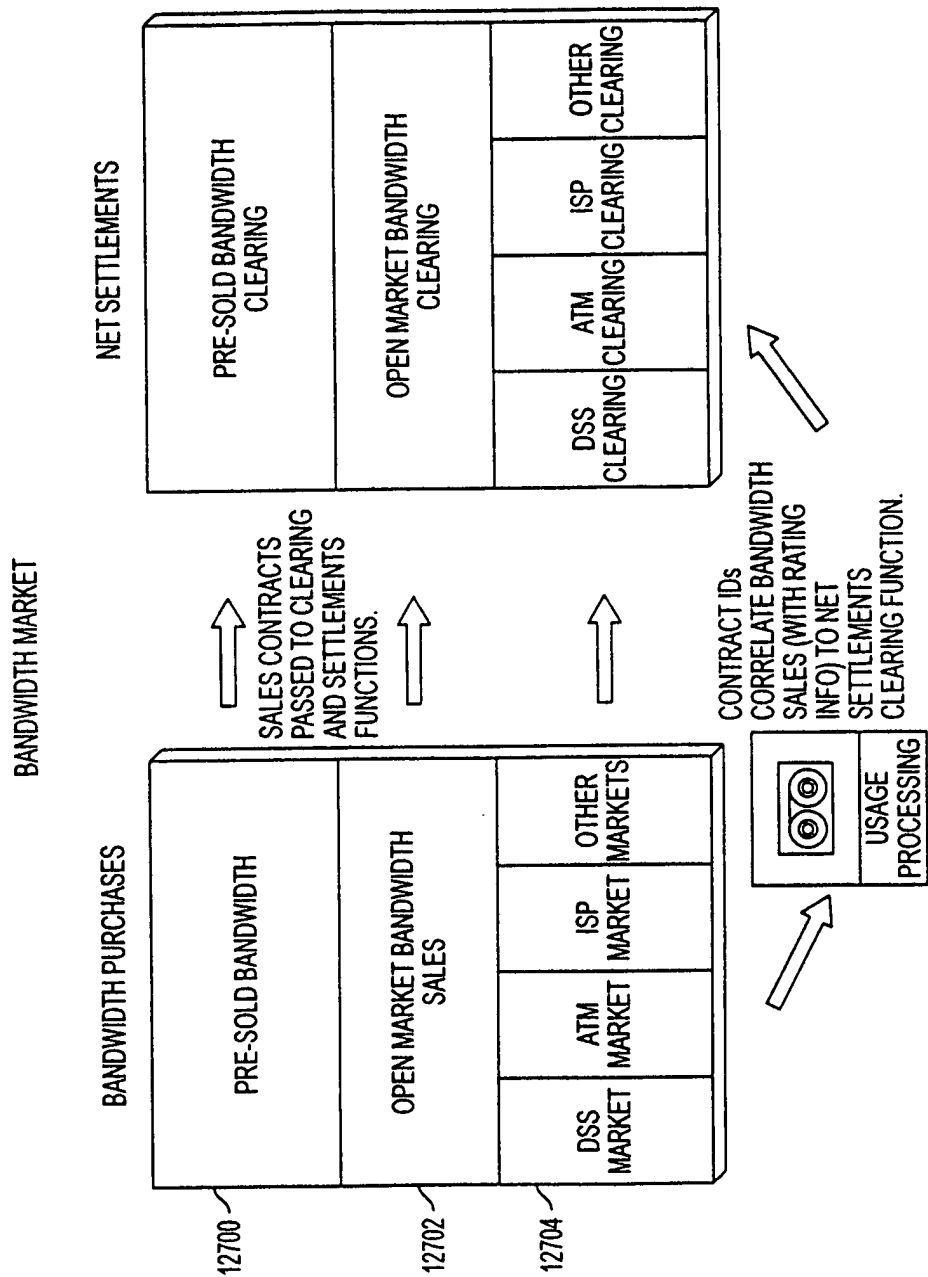 BANDWIDTH MARKET
BANDWIDTH PURCHASES
12700
PRE-SOLD BANDWIDTH
12702
OPEN MARKET BANDWIDTH
SALES
12704
DSS
MARKET
ATM
MARKET
ISP
MARKET
OTHER
MARKETS
SALES CONTRACTS
PASSED TO CLEARING
AND SETTLEMENTS
FUNCTIONS.
NET SETTLEMENTS
PRE-SOLD BANDWIDTH
CLEARING
OPEN MARKET BANDWIDTH
CLEARING
DSS
CLEARING
ATM
CLEARING
ISP
CLEARING
OTHER
CLEARING
USAGE
PROCESSING
CONTRACT IDs
CORRELATE BANDWIDTH
SALES (WITH RATING
INFO) TO NET
SETTLEMENTS
CLEARING FUNCTION.